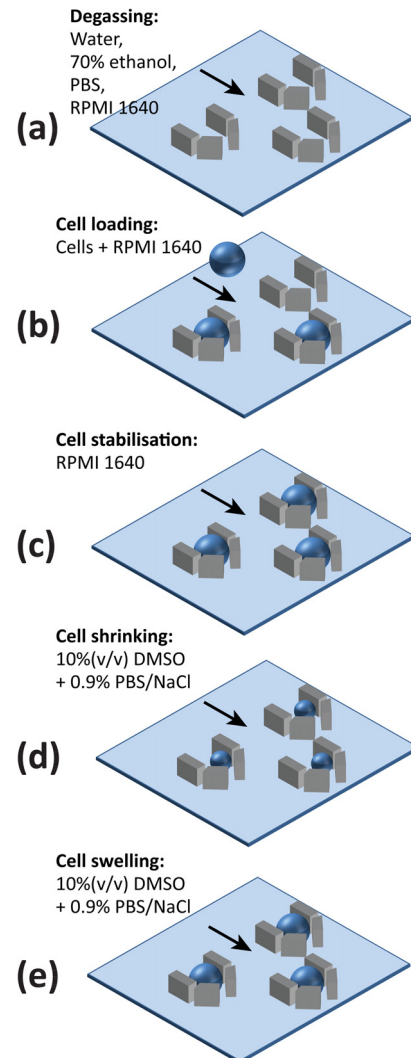 Degassing:
Water,
70% ethanol,
PBS,
RPMI 1640
(a)
Cell loading:
Cells + RPMI 1640
(b)
Cell stabilisation:
RPMI 1640
(c)
Cell shrinking:
10%(v/v) DMSO
+ 0.9% PBS/NaCl
(d)
Cell swelling:
10%(v/v) DMSO
+ 0.9% PBS/NaCl
(e)